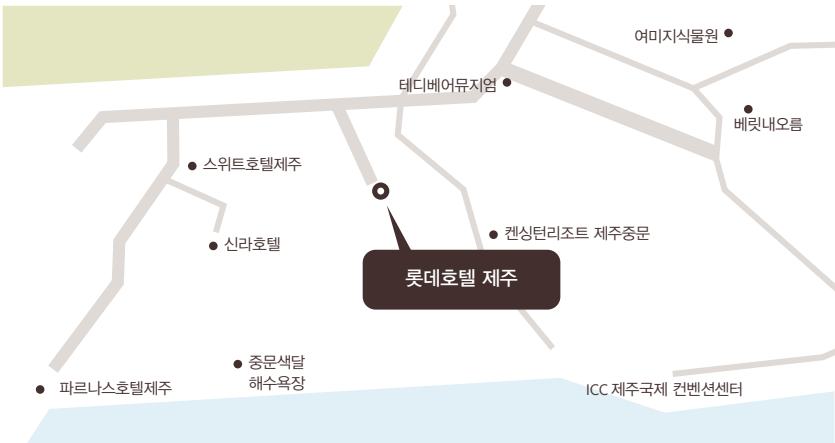 여미지식물원
테디베어뮤지엄
베릿내오름
스위트호텔제주
켄싱턴리조트 제주중문
신라호텔
롯데호텔 제주
중문색달
해수욕장
파르나스호텔제주
ICC 제주국제 컨벤션센터